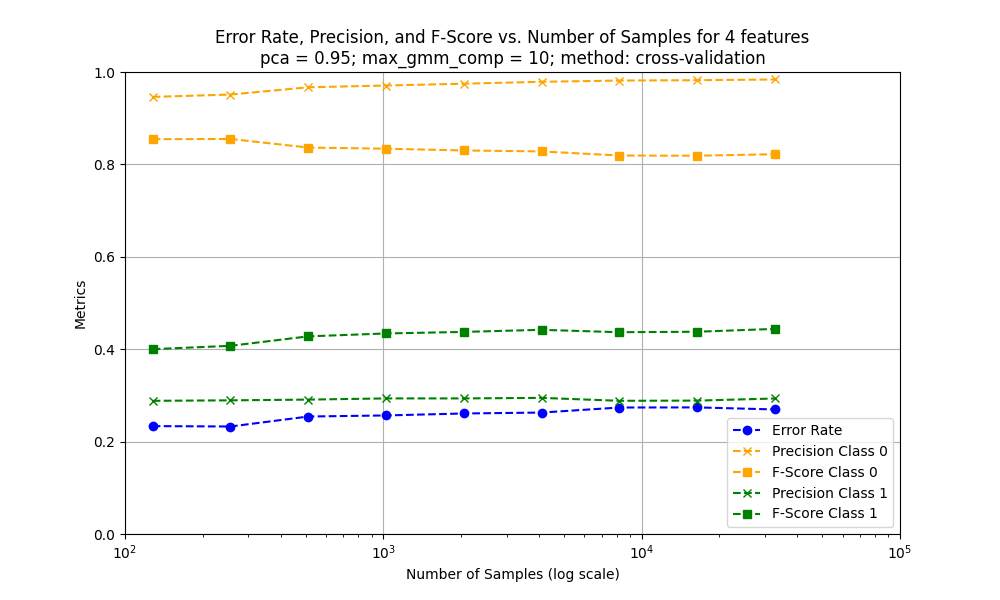 Error Rate, Precision, and F-Score vs. Number of Samples for 4 features
pca = 0.95; max_gmm_comp = 10; method: cross-validation
1.0
0.8
0.6
0.4
0.2
0.0
Metrics
10²
10³
10⁴
10⁵
Number of Samples (log scale)
Error Rate
Precision Class 0
F-Score Class 0
Precision Class 1
F-Score Class 1